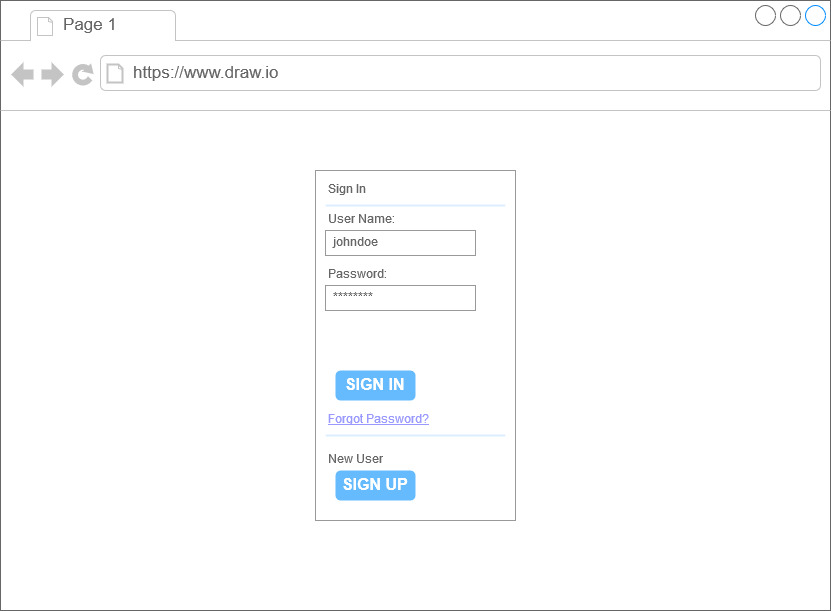 Page 1
https://www.draw.io
Sign In
User Name:
johndoe
Password:
********
SIGN IN
Forgot Password?
New User
SIGN UP